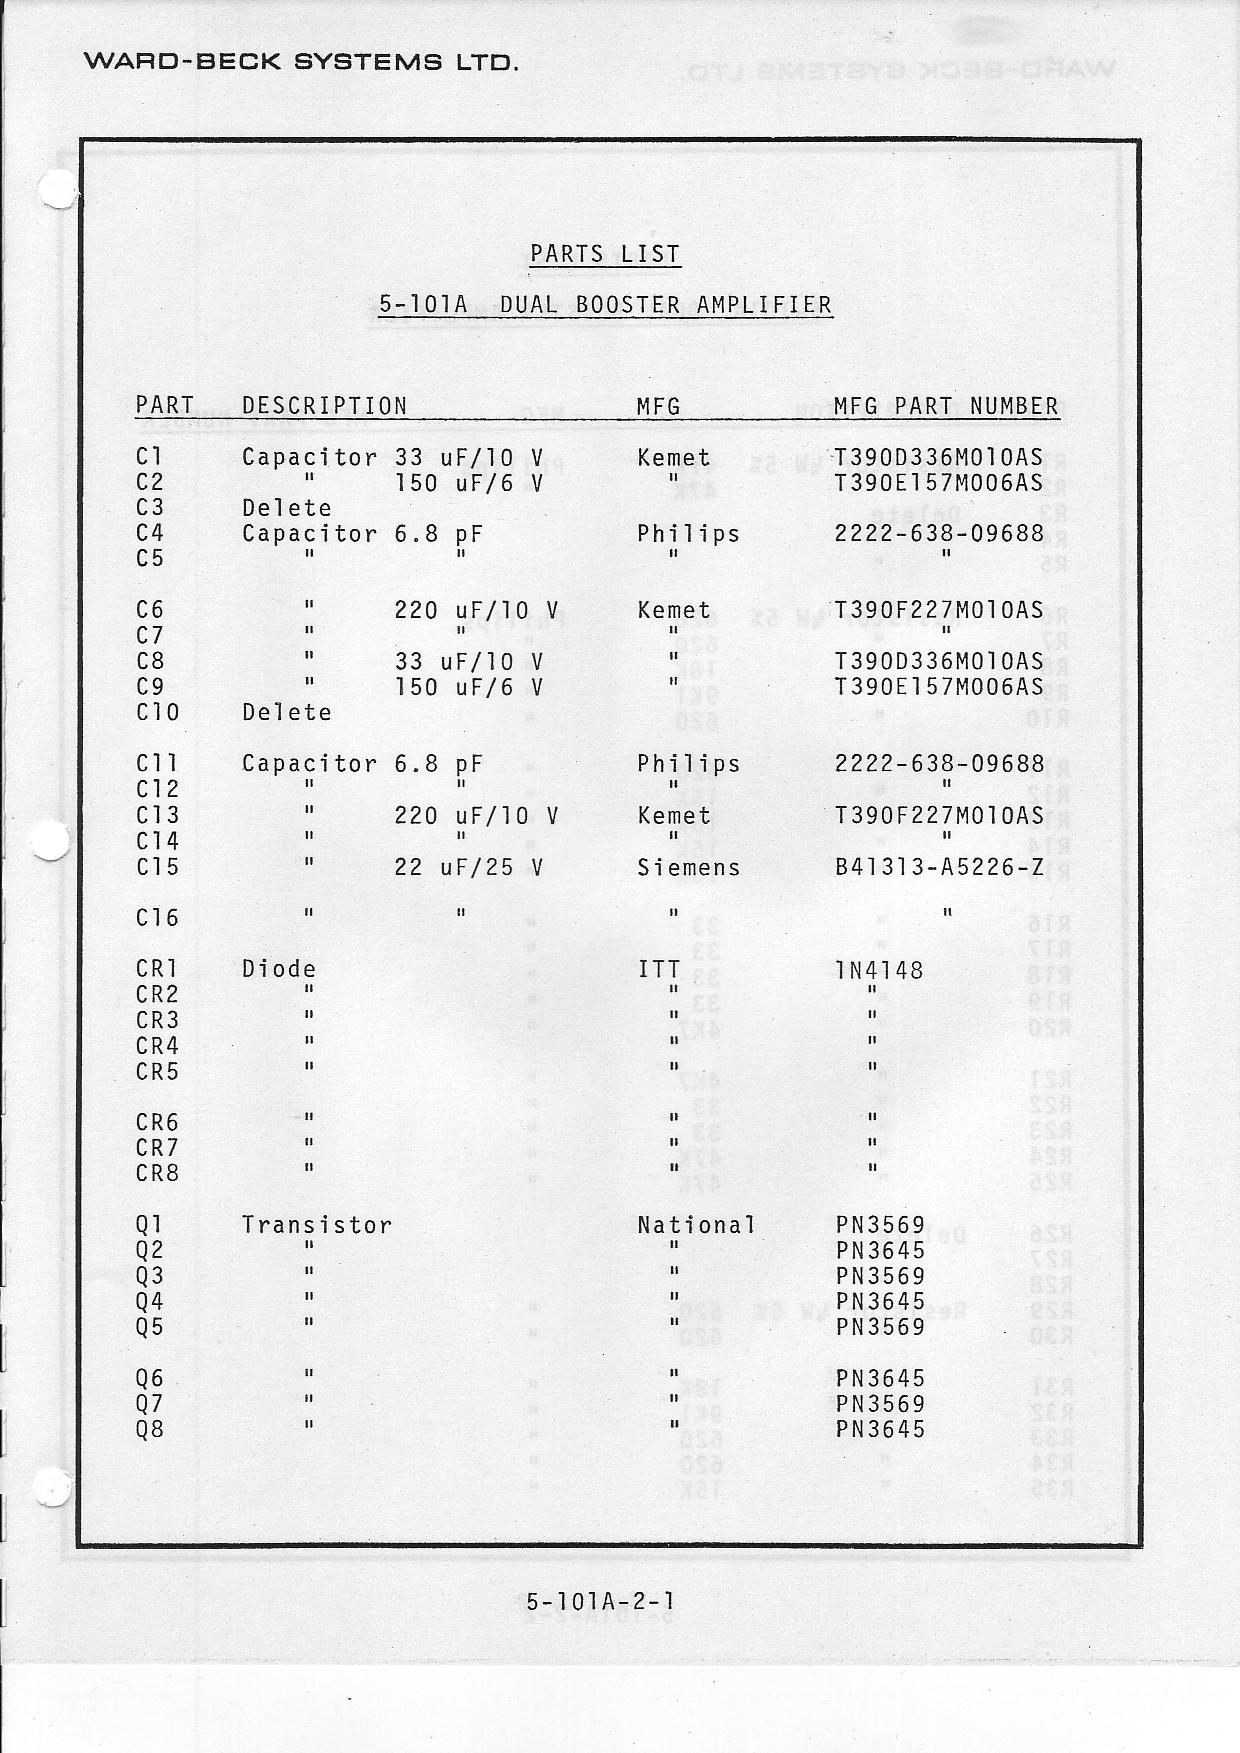 WARD-BECK SYSTEMS LTD.
PARTS LIST
5-101A DUAL BOOSTER AMPLIFIER
PART DESCRIPTION MFG MFG PART NUMBER
C1 Capacitor 33 uF/10 V Kemet T390D336M010AS
C2 " 150 uF/6 V " T390E157M006AS
C3 Delete
C4 Capacitor 6.8 pF Philips 2222-638-09688
C5 " " " "
C6 " 220 uF/10 V Kemet T390F227M010AS
C7 " " " "
C8 " 33 uF/10 V " T390D336M010AS
C9 " 150 uF/6 V " T390E157M006AS
C10 Delete
C11 Capacitor 6.8 pF Philips 2222-638-09688
C12 " " " "
C13 " 220 uF/10 V Kemet T390F227M010AS
C14 " " " "
C15 " 22 uF/25 V Siemens B41313-A5226-Z
C16 " " " "
CR1 Diode ITT 1N4148
CR2 " " "
CR3 " " "
CR4 " " "
CR5 " " "
CR6 " " "
CR7 " " "
CR8 " " "
Q1 Transistor National PN3569
Q2 " " PN3645
Q3 " " PN3569
Q4 " " PN3645
Q5 " " PN3569
Q6 " " PN3645
Q7 " " PN3569
Q8 " " PN3645
5-101A-2-1